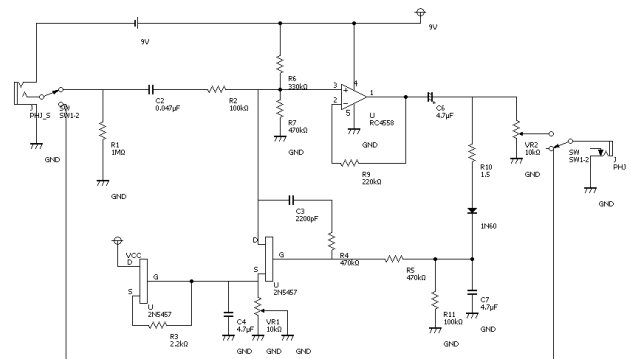 9V
9V
J
PHJ_S
SW
SW1-2
GND
R1
1MΩ
GND
C2
0.047µF
R2
100kΩ
R6
330kΩ
R7
470kΩ
GND
3
2
4
5
1
U
RC4558
GND
R9
220kΩ
C6
4.7µF
R10
1.5
VR2
10kΩ
GND
SW
SW1-2
J
PHJ
GND
1N60
C3
2200pF
R4
470kΩ
R5
470kΩ
R11
100kΩ
GND
C7
4.7µF
GND
D
G
S
U
2N5457
VCC
D
G
S
U
2N5457
R3
2.2kΩ
C4
4.7µF
GND
VR1
10kΩ
GND
GND